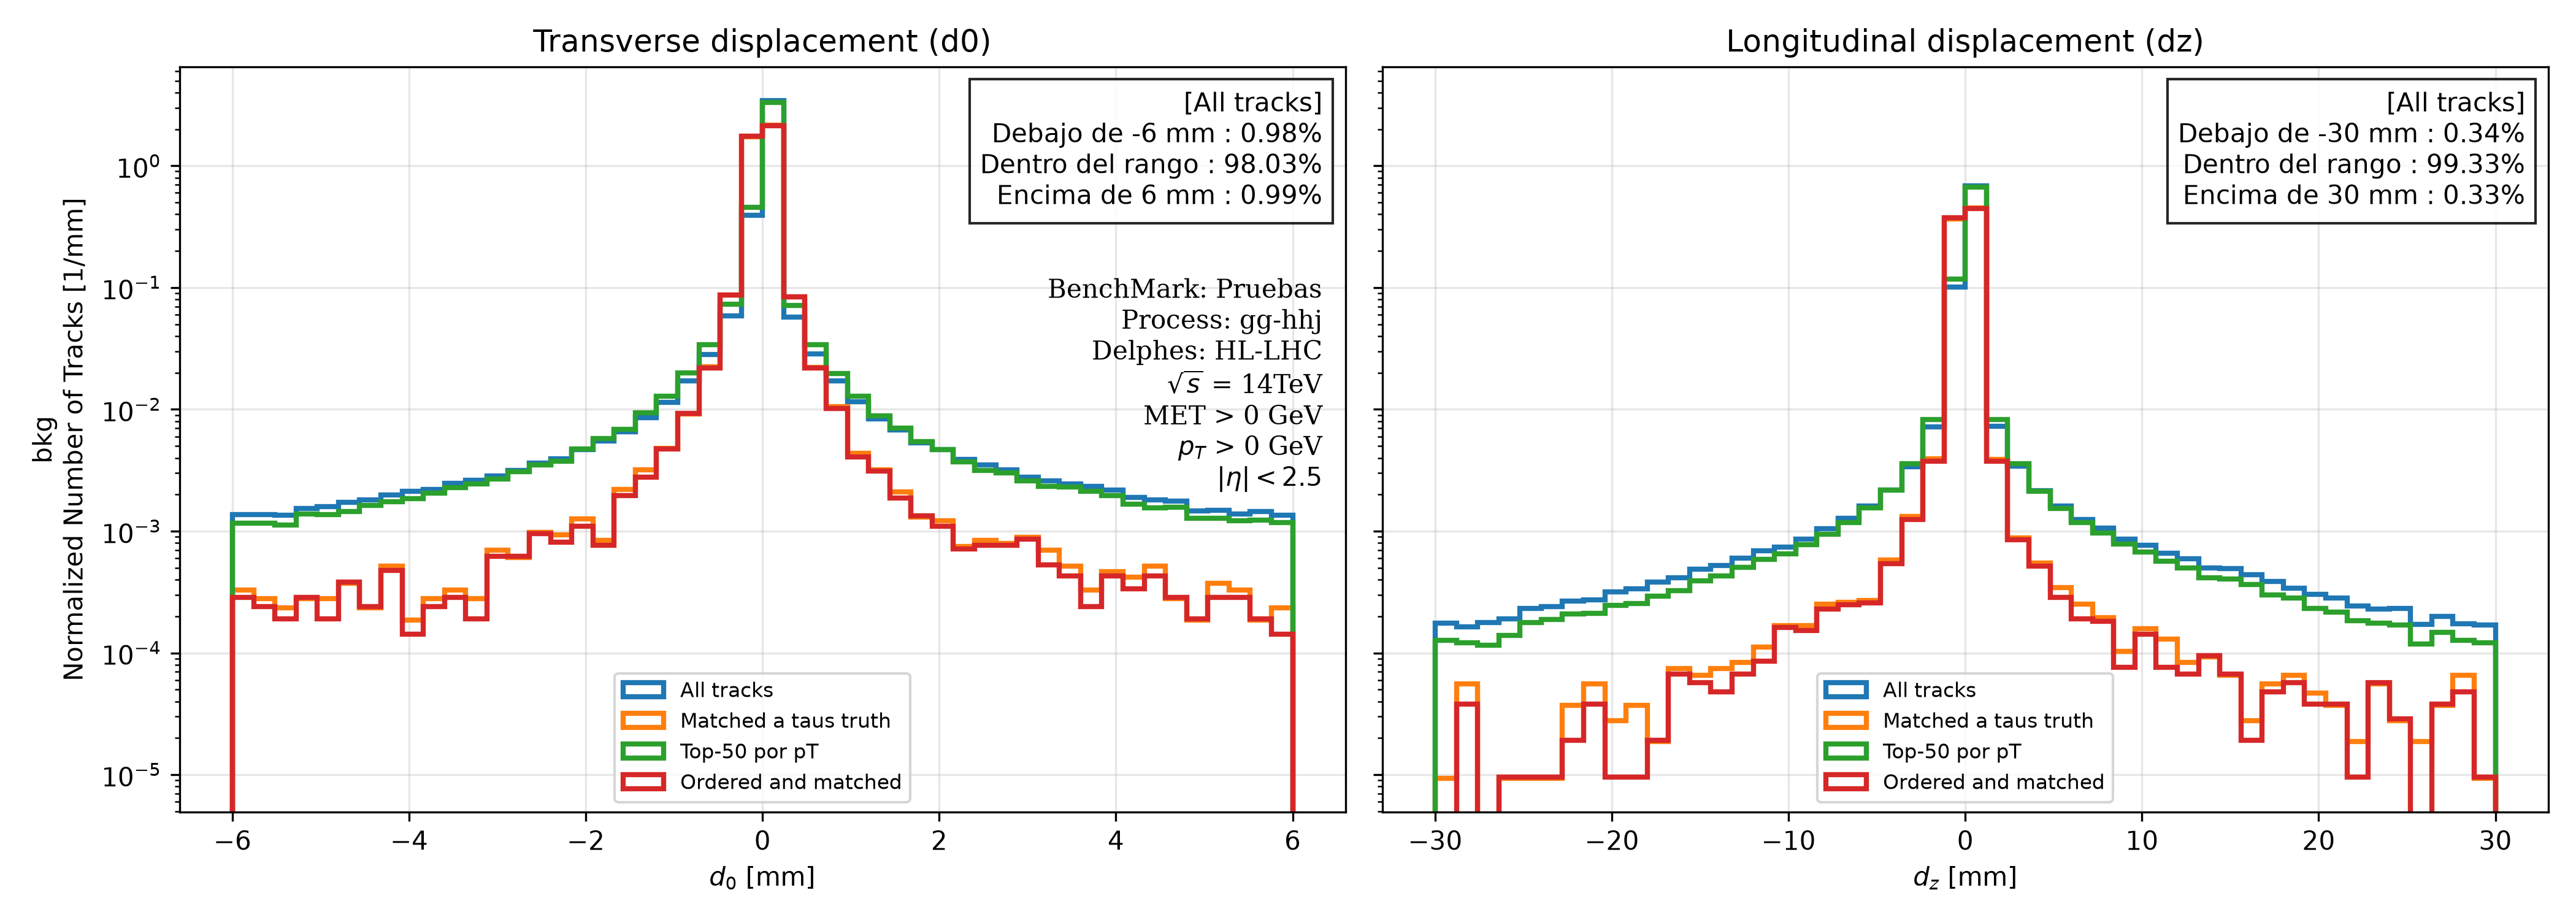 Transverse displacement (d0)
[All tracks]
Debajo de -6 mm : 0.98%
Dentro del rango : 98.03%
Encima de 6 mm : 0.99%
BenchMark: Pruebas
Process: gg-hhj
Delphes: HL-LHC
√s = 14TeV
MET > 0 GeV
p_T > 0 GeV
|η| < 2.5
bkg
Normalized Number of Tracks [1/mm]
10⁰
10⁻¹
10⁻²
10⁻³
10⁻⁴
10⁻⁵
All tracks
Matched a taus truth
Top-50 por pT
Ordered and matched
−6 −4 −2 0 2 4 6
d₀ [mm]
Longitudinal displacement (dz)
[All tracks]
Debajo de -30 mm : 0.34%
Dentro del rango : 99.33%
Encima de 30 mm : 0.33%
All tracks
Matched a taus truth
Top-50 por pT
Ordered and matched
−30 −20 −10 0 10 20 30
d_z [mm]